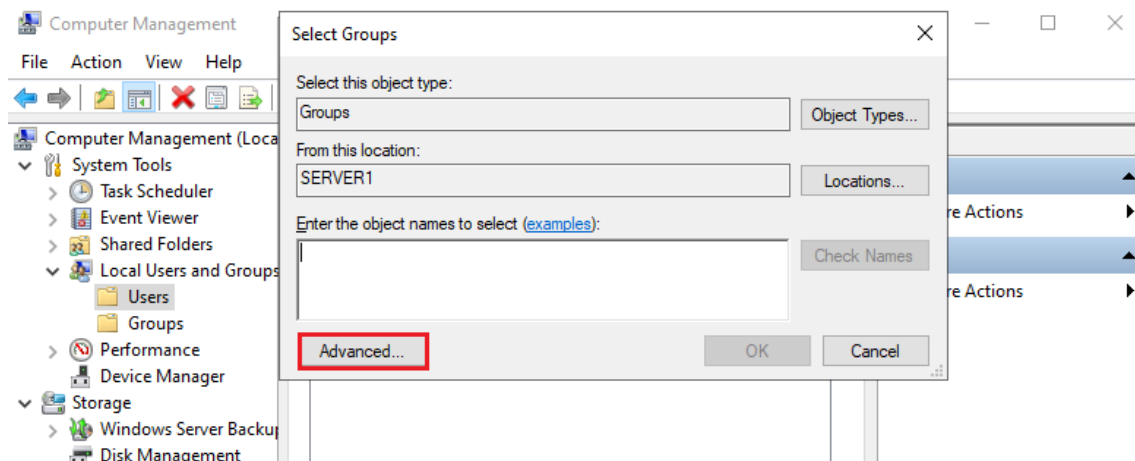 Computer Management
File Action View Help
Computer Management (Loca
System Tools
Task Scheduler
Event Viewer
Shared Folders
Local Users and Groups
Users
Groups
Performance
Device Manager
Storage
Windows Server Backup
Disk Management
Select Groups
Select this object type:
Groups
Object Types...
From this location:
SERVER1
Locations...
Enter the object names to select (examples):
Check Names
Advanced...
OK
Cancel
re Actions
re Actions